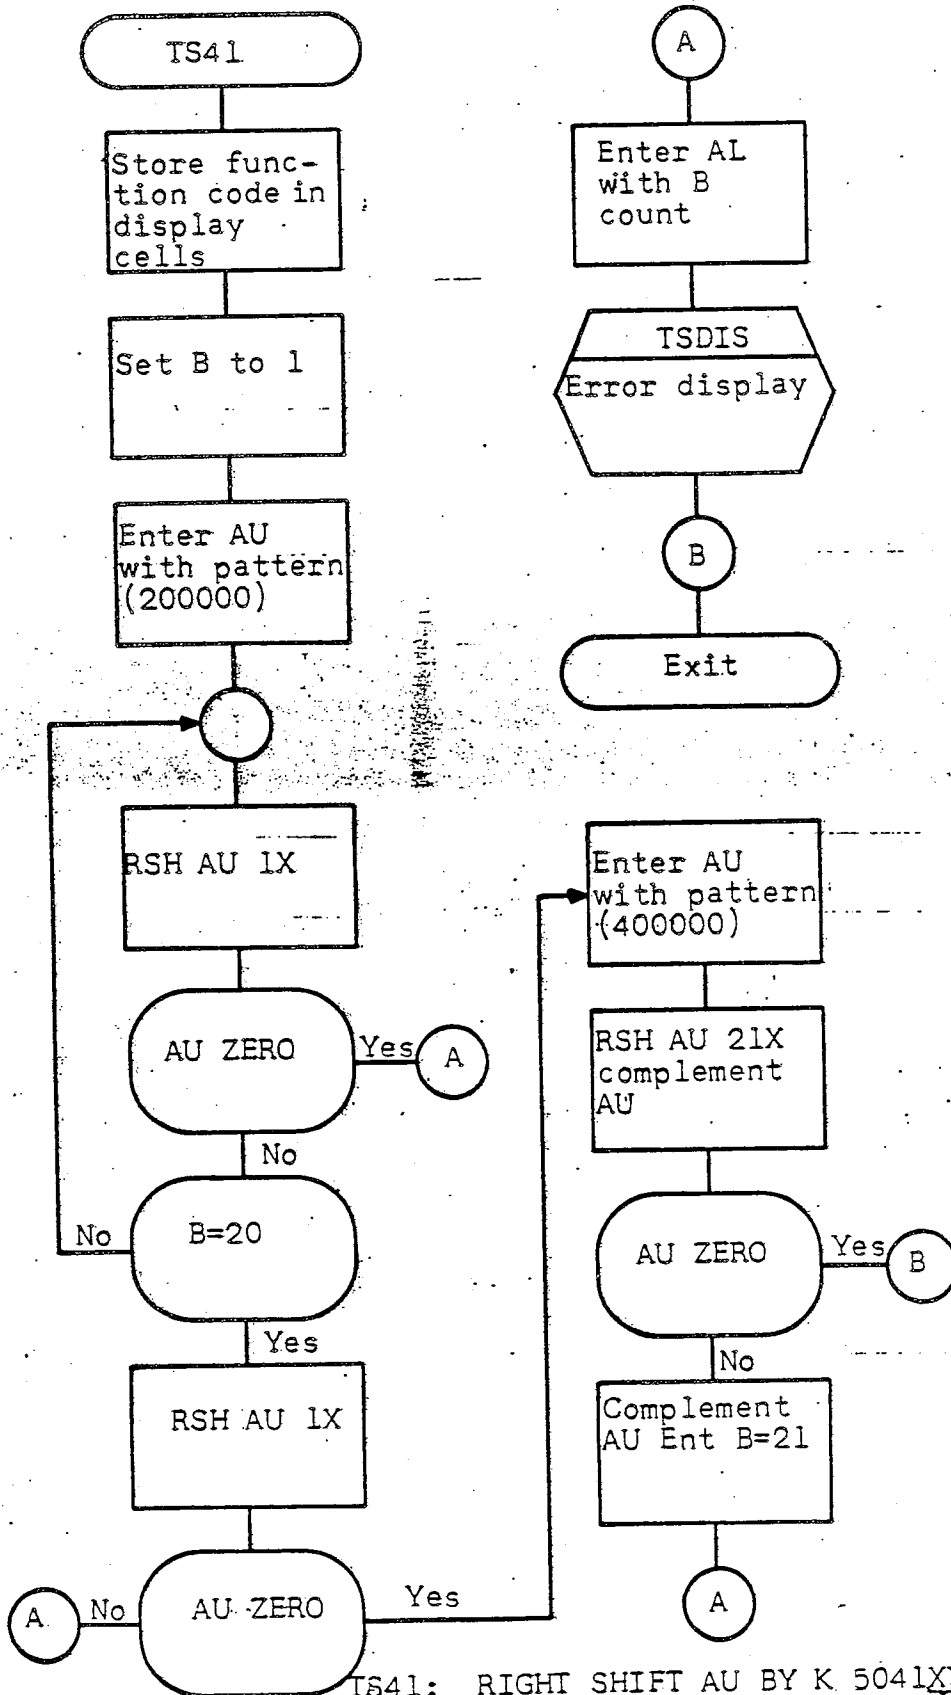 TS41
Store func-
tion code in
display
cells
Set B to 1
Enter AU
with pattern
(200000)
RSH AU 1X
AU ZERO
Yes
A
No
B=20
No
Yes
RSH AU 1X
AU ZERO
No
A
Yes
A
Enter AL
with B
count
TSDIS
Error display
B
Exit
Enter AU
with pattern
(400000)
RSH AU 21X
complement
AU
AU ZERO
Yes
B
No
Complement
AU Ent B=21
A
TS41: RIGHT SHIFT AU BY K 5041XX